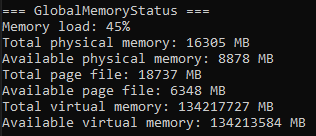 === GlobalMemoryStatus ===
Memory load: 45%
Total physical memory: 16305 MB
Available physical memory: 8878 MB
Total page file: 18737 MB
Available page file: 6348 MB
Total virtual memory: 134217727 MB
Available virtual memory: 134213584 MB